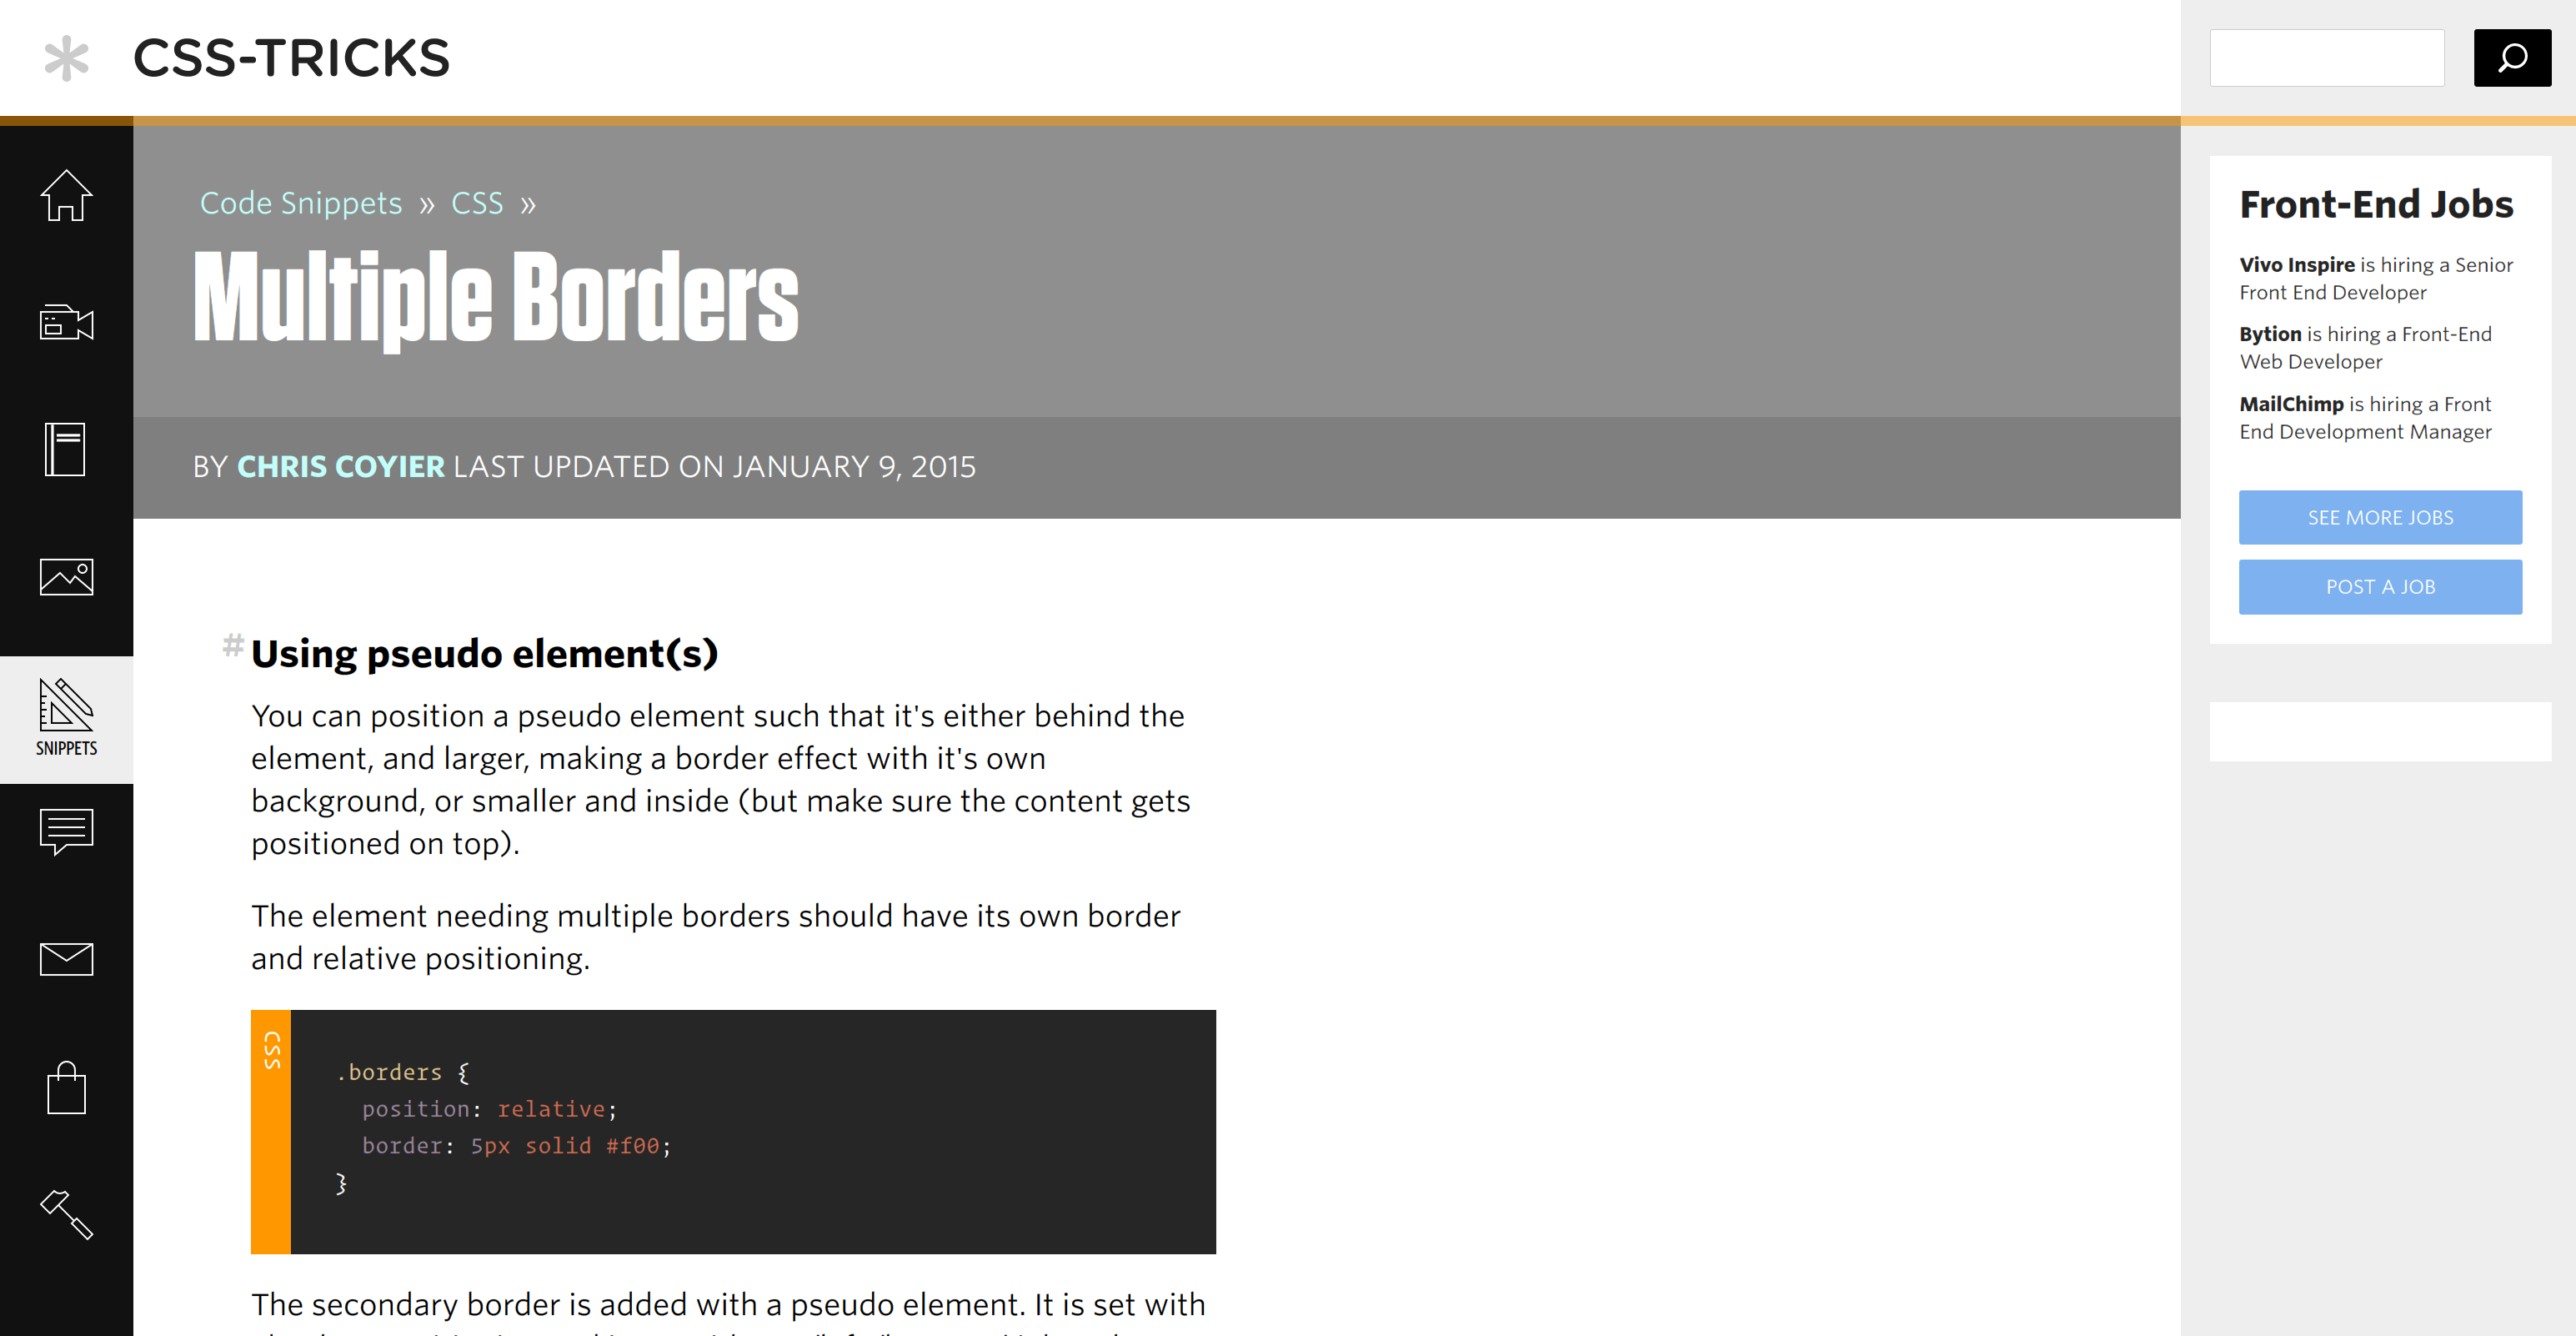 CSS-TRICKS
Code Snippets » CSS »
Multiple Borders
BY CHRIS COYIER LAST UPDATED ON JANUARY 9, 2015
SNIPPETS
# Using pseudo element(s)
You can position a pseudo element such that it's either behind the
element, and larger, making a border effect with it's own
background, or smaller and inside (but make sure the content gets
positioned on top).
The element needing multiple borders should have its own border
and relative positioning.
CSS
.borders {
position: relative;
border: 5px solid #f00;
}
The secondary border is added with a pseudo element. It is set with
Front-End Jobs
Vivo Inspire is hiring a Senior
Front End Developer
Bytion is hiring a Front-End
Web Developer
MailChimp is hiring a Front
End Development Manager
SEE MORE JOBS
POST A JOB